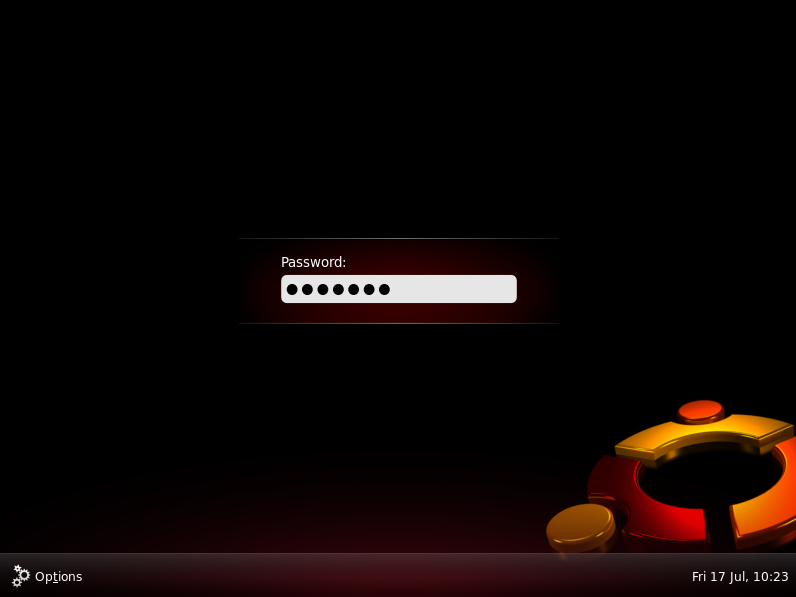 Password:
●●●●●●●
Options
Fri 17 Jul, 10:23